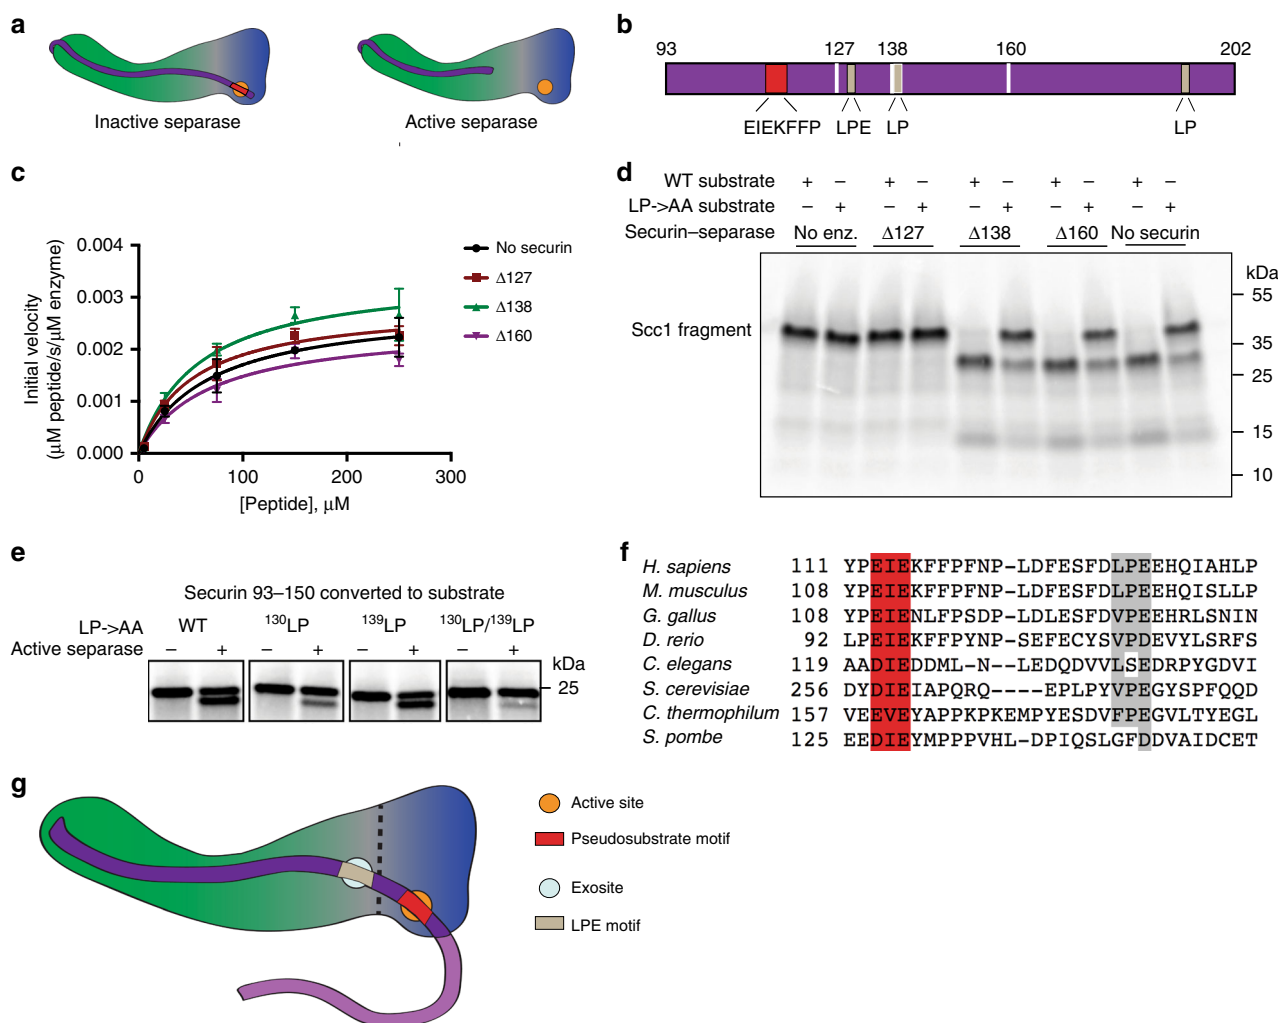 a
Inactive separase
Active separase
b
93 127 138 160 202
EIEKFFP LPE LP LP
c
Initial velocity
(µM peptide/s/µM enzyme)
0.004
0.003
0.002
0.001
0.000
0 100 200 300
[Peptide], µM
No securin
Δ127
Δ138
Δ160
d
WT substrate + – + – + – + – + –
LP->AA substrate – + – + – + – + – +
Securin–separase No enz. Δ127 Δ138 Δ160 No securin
Scc1 fragment
kDa
55
35
25
15
10
e
Securin 93–150 converted to substrate
LP->AA WT ¹³⁰LP ¹³⁹LP ¹³⁰LP/¹³⁹LP
Active separase – + – + – + – +
kDa
25
f
H. sapiens 111 YPEIEKFFPFNP-LDFESFDLPEEHQIAHLP
M. musculus 108 YPEIEKFFPFNP-LDFESFDLPEEHQISLLP
G. gallus 108 YPEIENLFPSDP-LDLESFDVPEEHRLSNIN
D. rerio 92 LPEIEKFFPYNP-SEFECYSVPDEVYLSRFS
C. elegans 119 AADIEDDML-N--LEDQDVVLSEDRPYGDVI
S. cerevisiae 256 DYDIEIAPQRQ----EPLPYVPEGYSPFQQD
C. thermophilum 157 VEEVEYAPPKPKEMPYESDVFPEGVLTYEGL
S. pombe 125 EEDIEYMPPPVHL-DPIQSLGFDDVAIDCET
g
Active site
Pseudosubstrate motif
Exosite
LPE motif